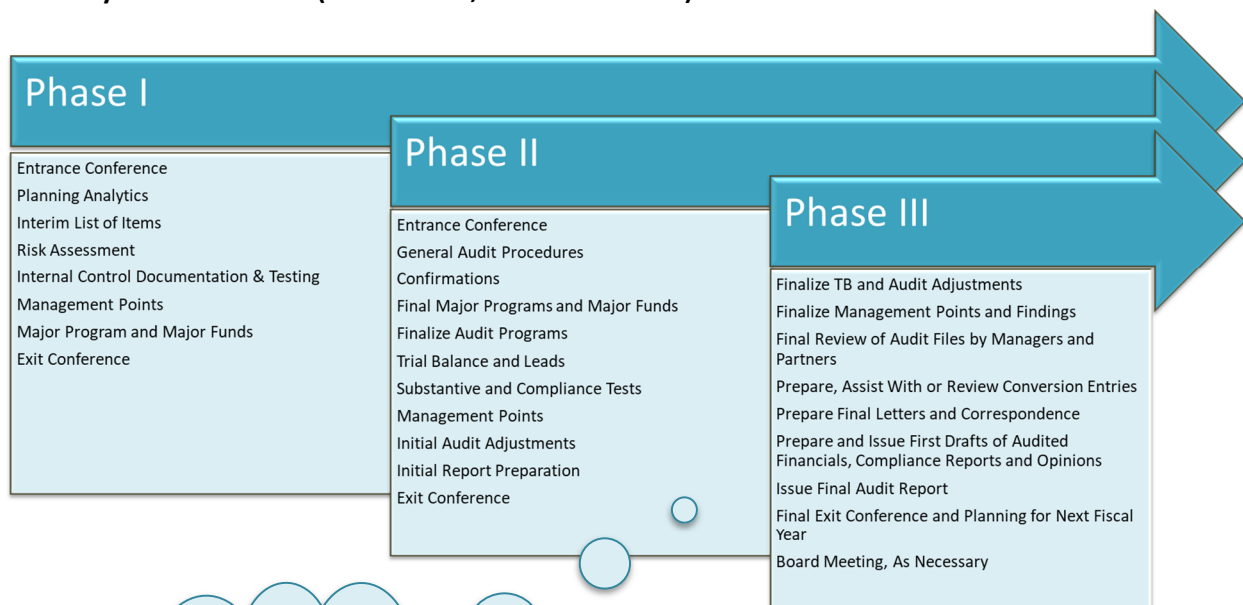 Phase I
Entrance Conference
Planning Analytics
Interim List of Items
Risk Assessment
Internal Control Documentation & Testing
Management Points
Major Program and Major Funds
Exit Conference
Phase II
Entrance Conference
General Audit Procedures
Confirmations
Final Major Programs and Major Funds
Finalize Audit Programs
Trial Balance and Leads
Substantive and Compliance Tests
Management Points
Initial Audit Adjustments
Initial Report Preparation
Exit Conference
Phase III
Finalize TB and Audit Adjustments
Finalize Management Points and Findings
Final Review of Audit Files by Managers and
Partners
Prepare, Assist With or Review Conversion Entries
Prepare Final Letters and Correspondence
Prepare and Issue First Drafts of Audited
Financials, Compliance Reports and Opinions
Issue Final Audit Report
Final Exit Conference and Planning for Next Fiscal
Year
Board Meeting, As Necessary